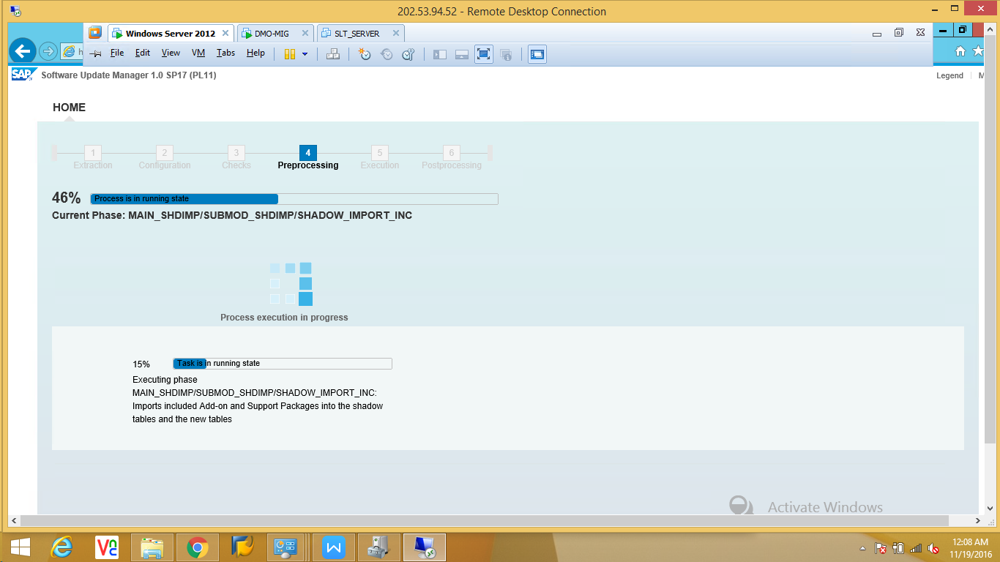 202.53.94.52 - Remote Desktop Connection
Windows Server 2012
DMO-MIG
SLT_SERVER
h
File Edit View VM Tabs Help
SAP Software Update Manager 1.0 SP17 (PL11)
Legend
M
HOME
1 2 3 4 5 6
Extraction Configuration Checks Preprocessing Execution Postprocessing
46% Process is in running state
Current Phase: MAIN_SHDIMP/SUBMOD_SHDIMP/SHADOW_IMPORT_INC
Process execution in progress
15% Task is in running state
Executing phase
MAIN_SHDIMP/SUBMOD_SHDIMP/SHADOW_IMPORT_INC:
Imports included Add-on and Support Packages into the shadow
tables and the new tables
Activate Windows
12:08 AM
11/19/2016